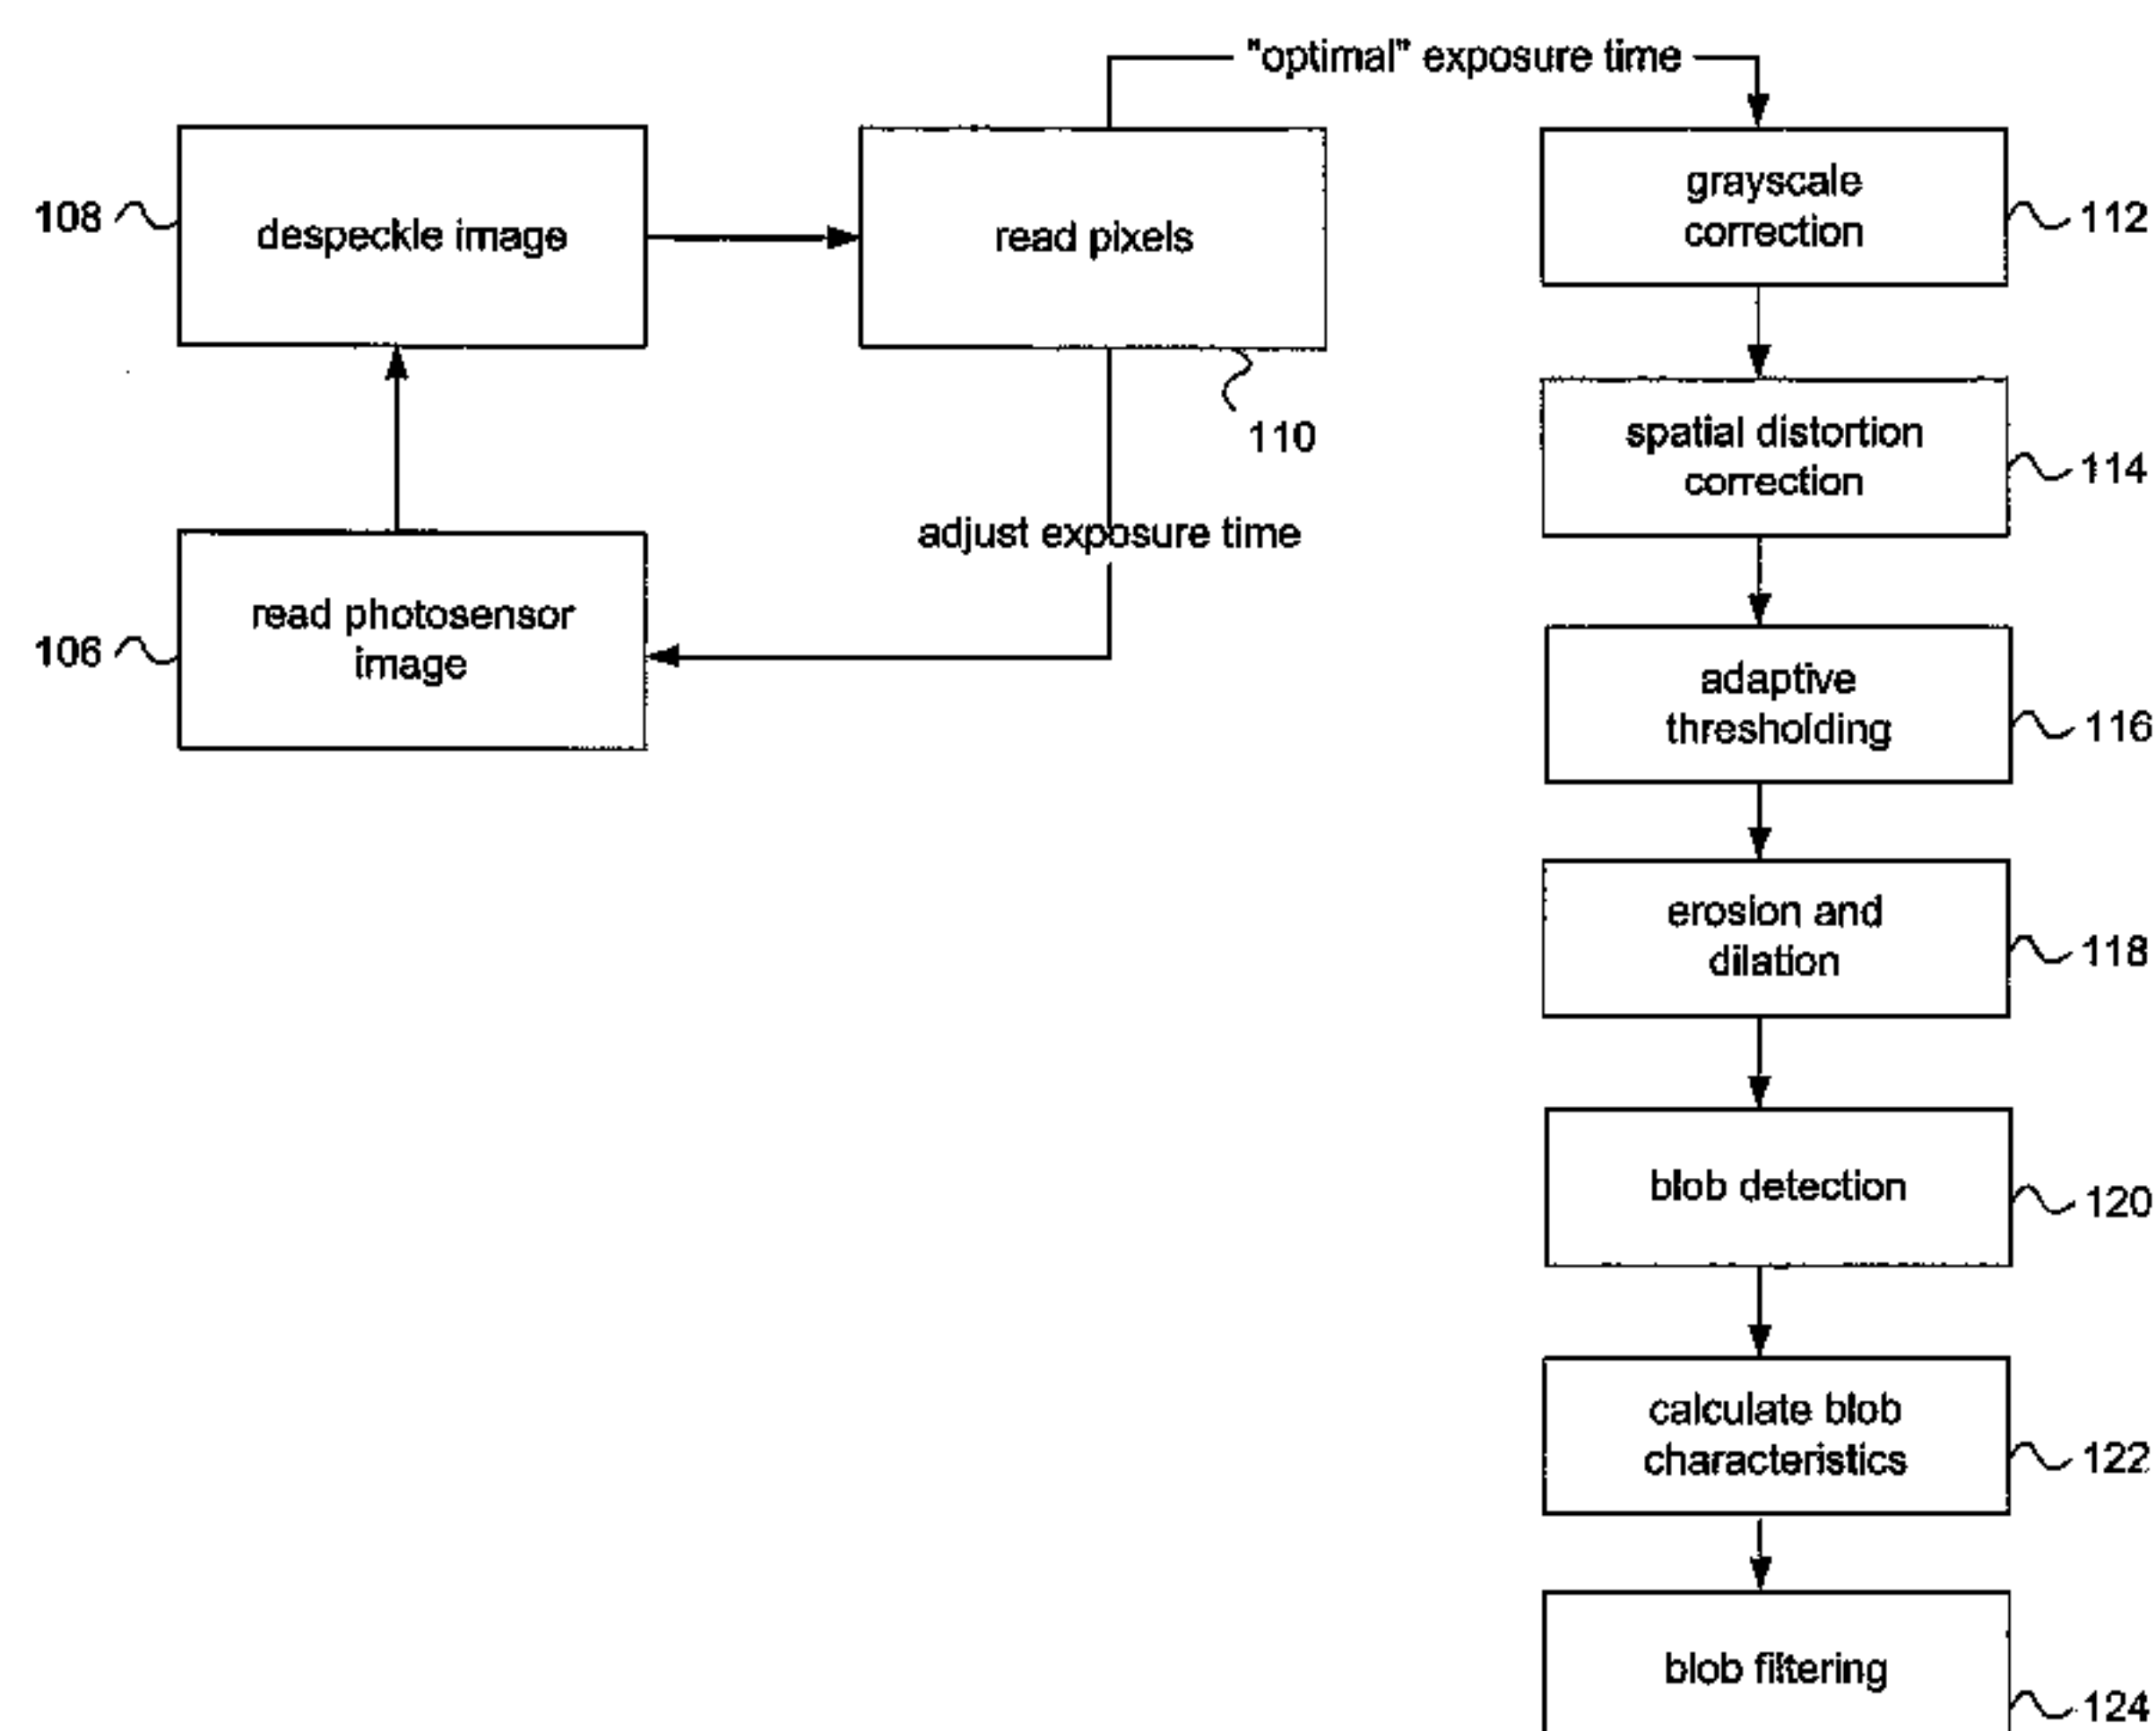 "optimal" exposure time
108
despeckle image
read pixels
110
adjust exposure time
106
read photosensor
image
grayscale
correction
112
spatial distortion
correction
114
adaptive
thresholding
116
erosion and
dilation
118
blob detection
120
calculate blob
characteristics
122
blob filtering
124